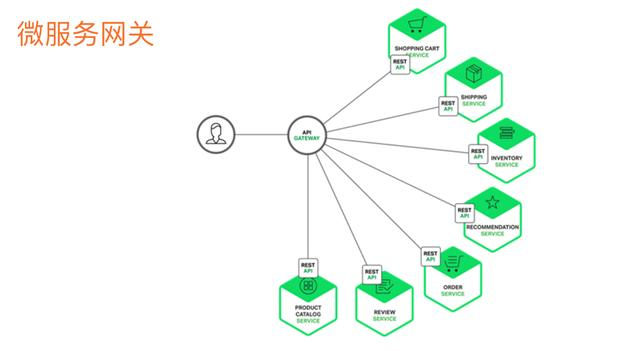 微服务网关
SHOPPING CART
SERVICE
REST
API
SHIPPING
SERVICE
REST
API
API
GATEWAY
REST
API
INVENTORY
SERVICE
REST
API
RECOMMENDATION
SERVICE
REST
API
ORDER
SERVICE
REST
API
REVIEW
SERVICE
REST
API
PRODUCT
CATALOG
SERVICE